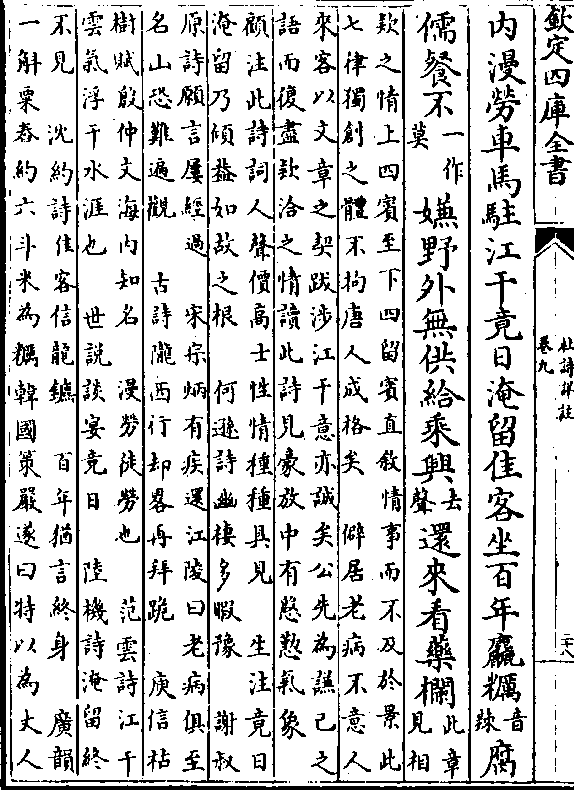 欽定四庫全書
杜詩詳註
卷九
二十八
內漫勞車馬駐江干竟日淹留佳客坐百年麤糲音辣腐
儒餐不一作莫嫌野外無供給乘興去聲還來看藥欄此章見相
欵之情上四賓至下四留賓直敘情事而不及於景此
七律獨創之體不拘唐人成格矣　僻居老病不意人
來客以文章之契跋涉江干意亦誠矣公先為謙己之
語而復盡欵洽之情讀此詩見豪放中有慇懃氣象
顧注此詩詞人聲價高士性情種種具見　生注竟日
淹留乃傾葢如故之根　何遜詩幽棲多暇豫　謝叔
原詩願言屢經過　宋宗炳有疾還江陵曰老病俱至
名山恐難遍觀　古詩隴西行却畧再拜跪　庾信枯
樹賦殷仲文海內知名　漫勞徒勞也　范雲詩江干
雲氣浮干水涯也　世說談宴竟日　陸機詩淹留終
不見　沈約詩佳客信龍鑣　百年猶言終身　廣韻
一斛粟舂約六斗米為糲韓國策嚴遂曰特以為丈人